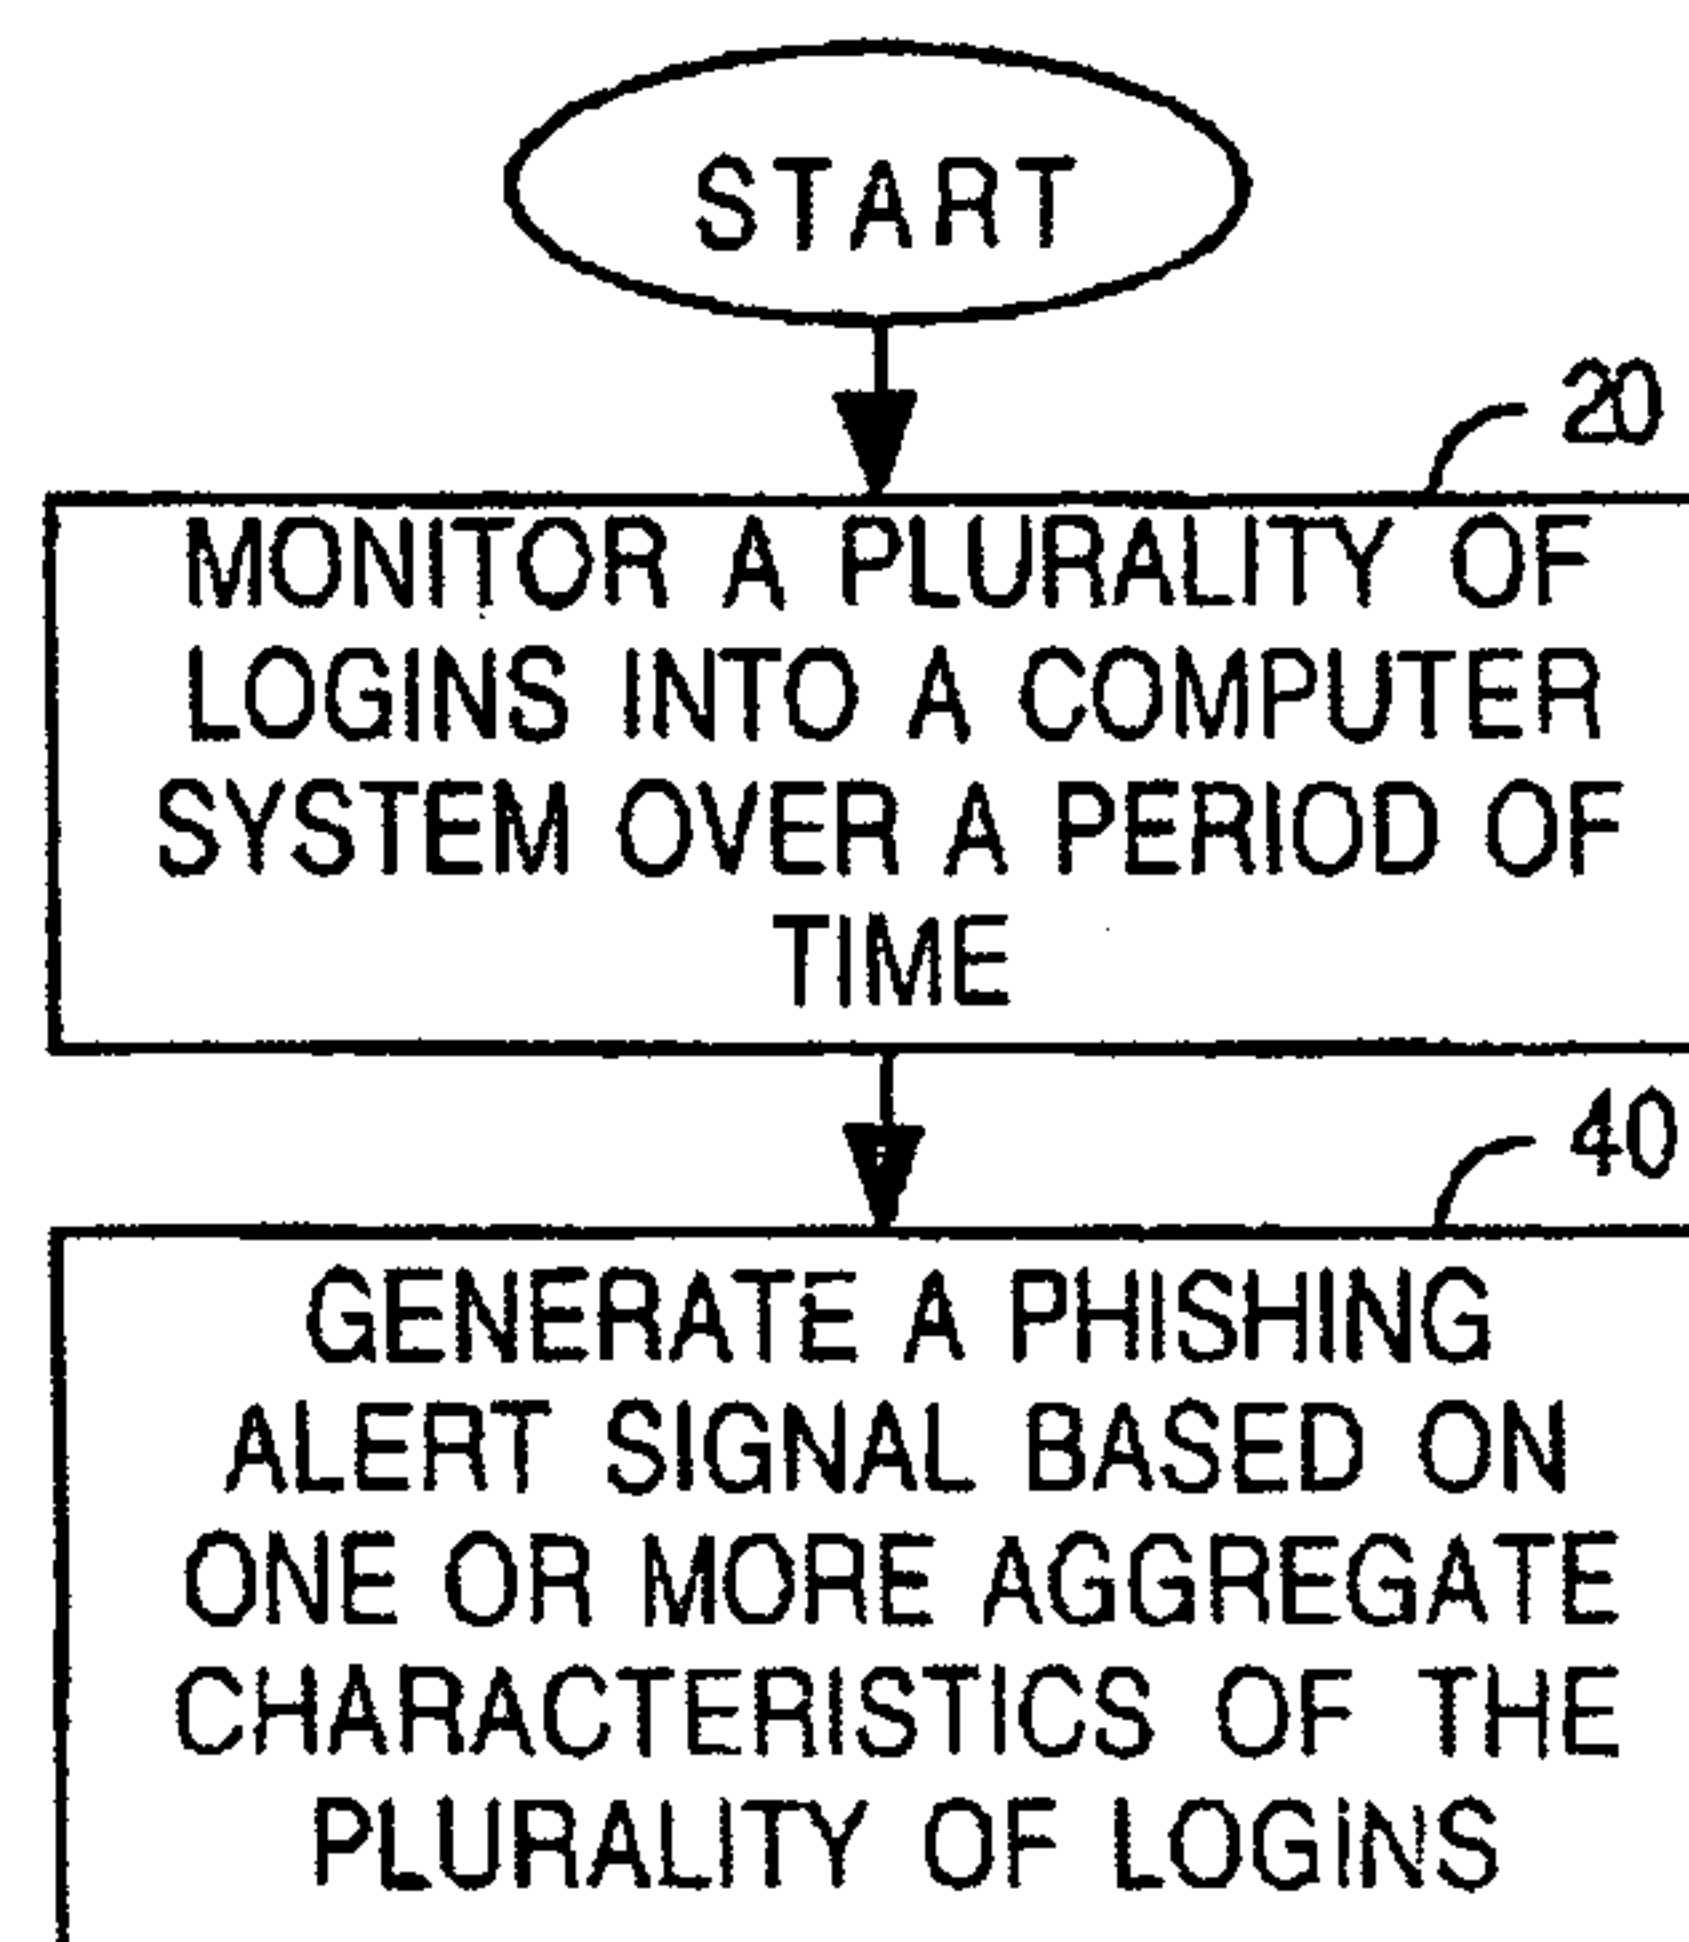 START
20
MONITOR A PLURALITY OF
LOGINS INTO A COMPUTER
SYSTEM OVER A PERIOD OF
TIME
40
GENERATE A PHISHING
ALERT SIGNAL BASED ON
ONE OR MORE AGGREGATE
CHARACTERISTICS OF THE
PLURALITY OF LOGINS